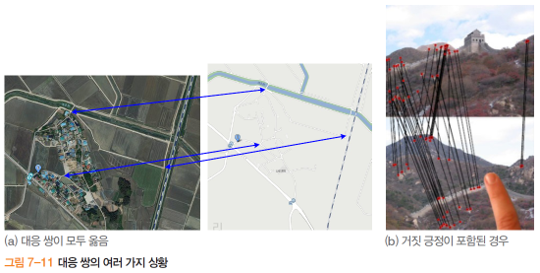 (a) 대응 쌍이 모두 옳음
(b) 거짓 긍정이 포함된 경우
그림 7-11 대응 쌍의 여러 가지 상황